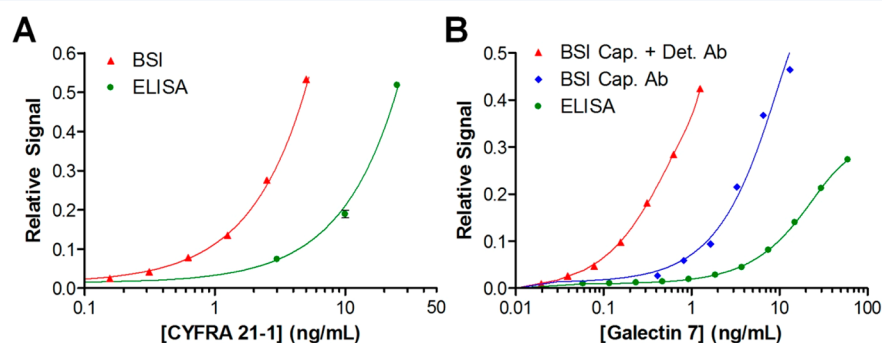 A
BSI
ELISA
Relative Signal
0.6
0.5
0.4
0.3
0.2
0.1
0.0
0.1
1
10
50
[CYFRA 21-1] (ng/mL)
B
BSI Cap. + Det. Ab
BSI Cap. Ab
ELISA
Relative Signal
0.5
0.4
0.3
0.2
0.1
0.0
0.01
0.1
1
10
100
[Galectin 7] (ng/mL)